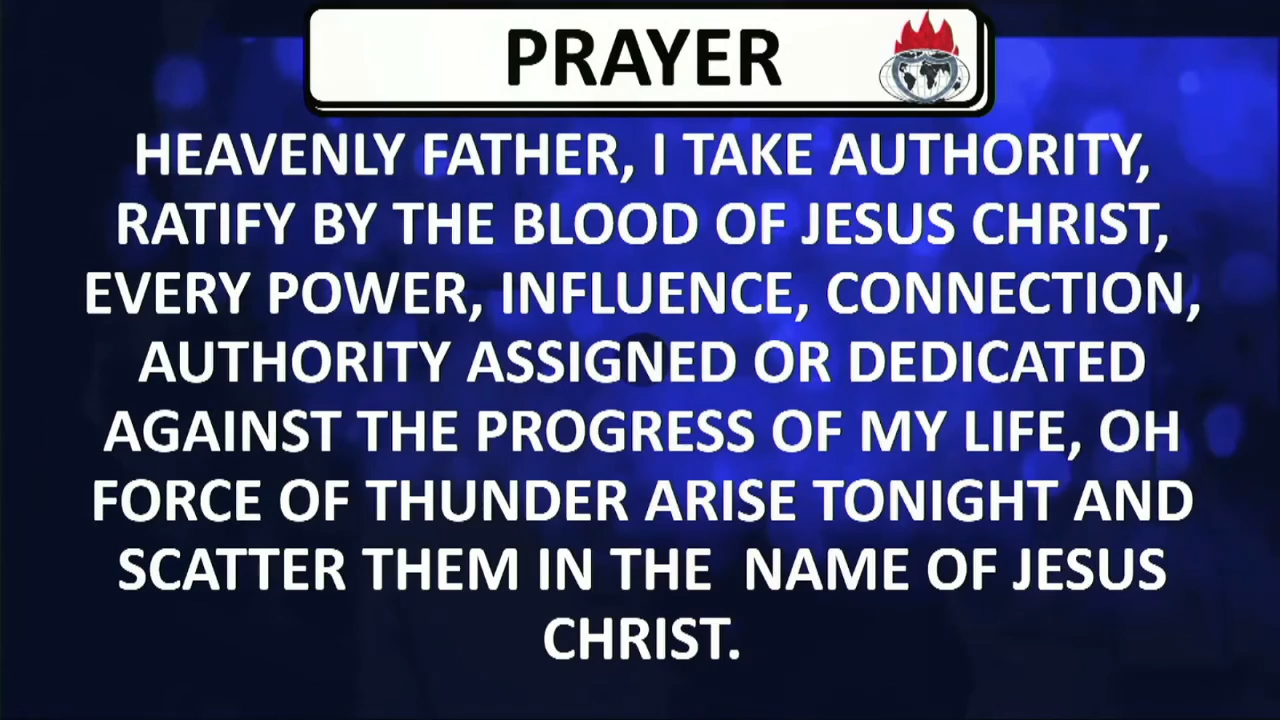 PRAYER
HEAVENLY FATHER, I TAKE AUTHORITY,
RATIFY BY THE BLOOD OF JESUS CHRIST,
EVERY POWER, INFLUENCE, CONNECTION,
AUTHORITY ASSIGNED OR DEDICATED
AGAINST THE PROGRESS OF MY LIFE, OH
FORCE OF THUNDER ARISE TONIGHT AND
SCATTER THEM IN THE  NAME OF JESUS
CHRIST.